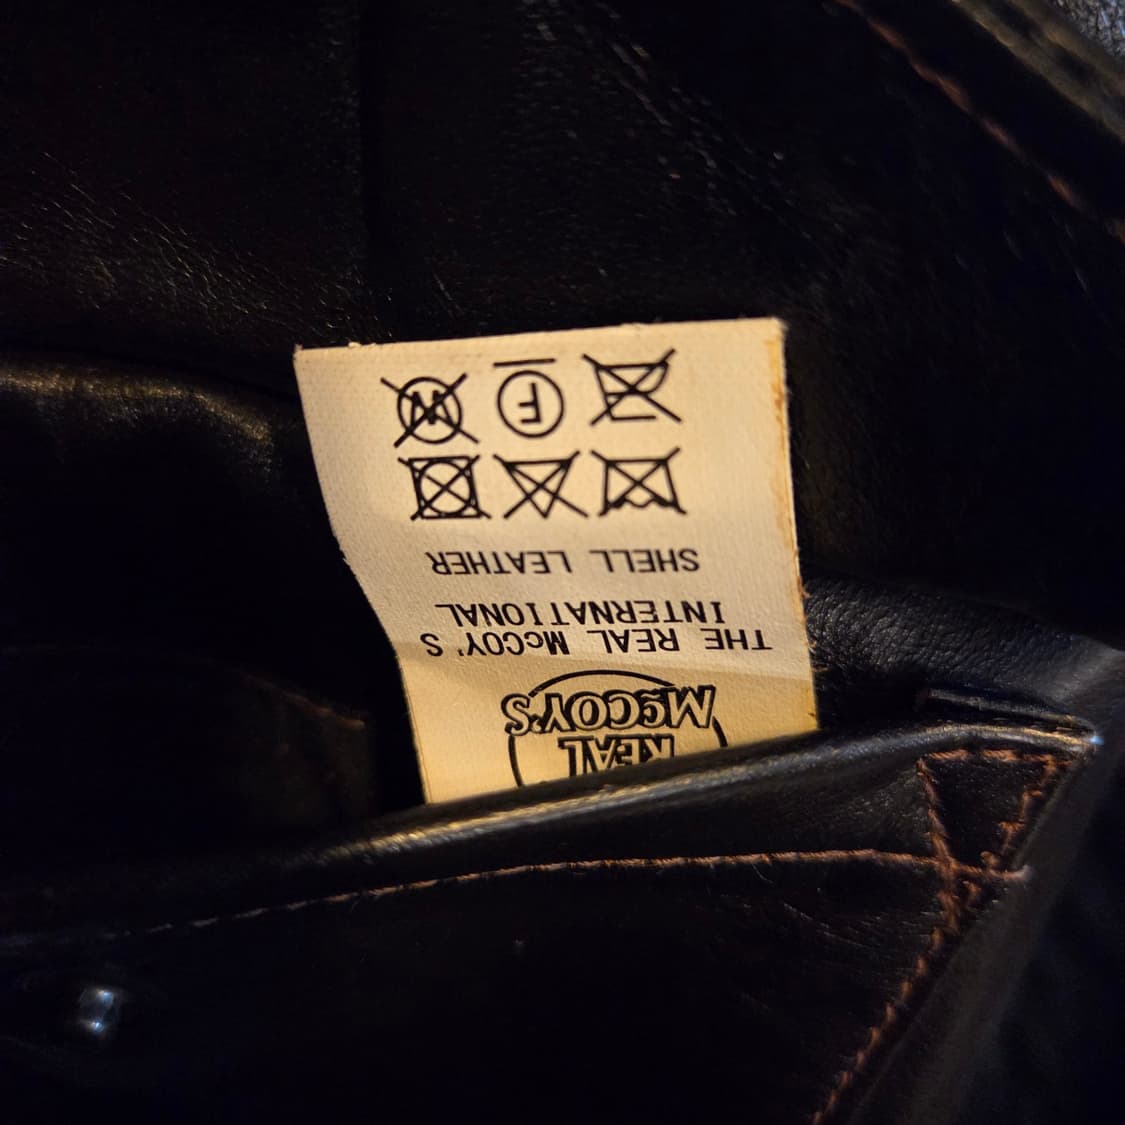 REAL
McCOY'S
THE REAL McCOY'S
INTERNATIONAL
SHELL LEATHER
F
W